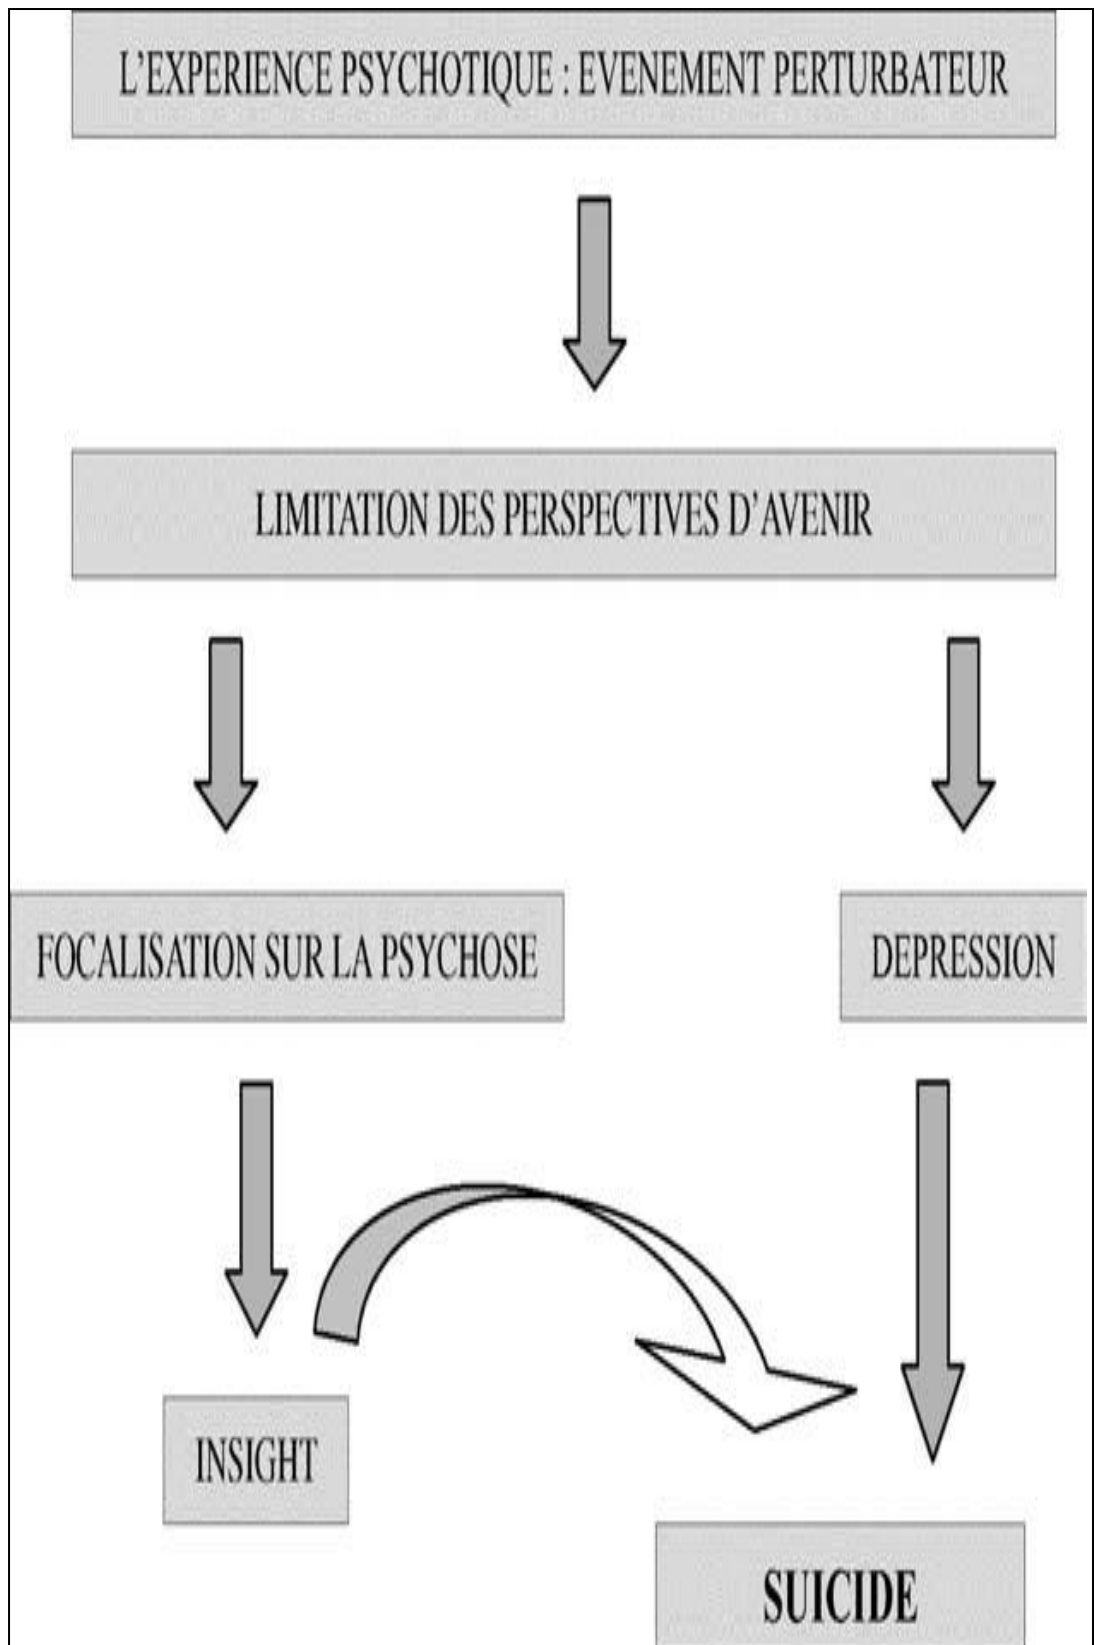 L'EXPERIENCE PSYCHOTIQUE : EVENEMENT PERTURBATEUR
LIMITATION DES PERSPECTIVES D'AVENIR
FOCALISATION SUR LA PSYCHOSE
DEPRESSION
INSIGHT
SUICIDE